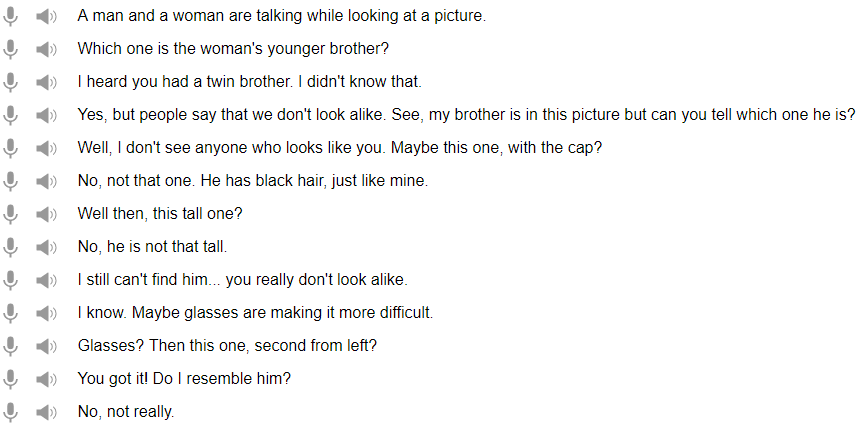 A man and a woman are talking while looking at a picture.
Which one is the woman's younger brother?
I heard you had a twin brother. I didn't know that.
Yes, but people say that we don't look alike. See, my brother is in this picture but can you tell which one he is?
Well, I don't see anyone who looks like you. Maybe this one, with the cap?
No, not that one. He has black hair, just like mine.
Well then, this tall one?
No, he is not that tall.
I still can't find him... you really don't look alike.
I know. Maybe glasses are making it more difficult.
Glasses? Then this one, second from left?
You got it! Do I resemble him?
No, not really.